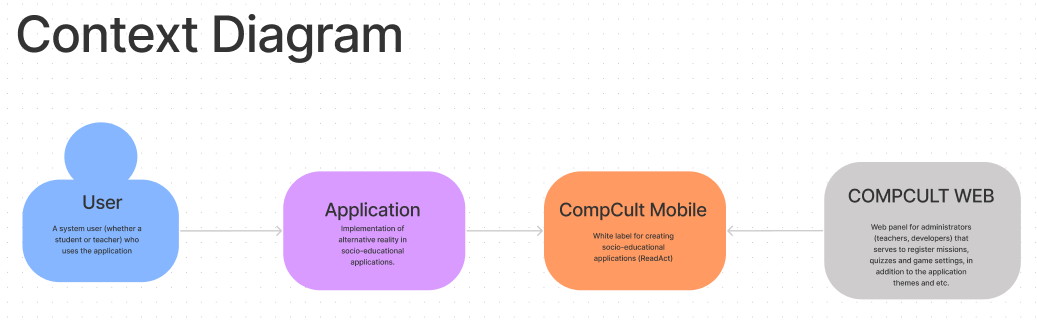 Context Diagram
User
A system user (whether a
student or teacher) who
uses the application
Application
Implementation of
alternative reality in
socio-educational
applications.
CompCult Mobile
White label for creating
socio-educational
applications (ReadAct)
COMPCULT WEB
Web panel for administrators
(teachers, developers) that
serves to register missions,
quizzes and game settings, in
addition to the application
themes and etc.